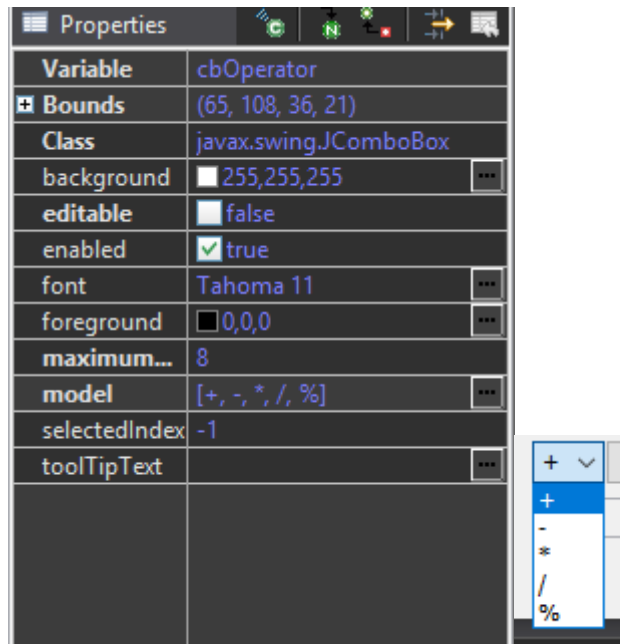 Properties
Variable cbOperator
Bounds (65, 108, 36, 21)
Class javax.swing.JComboBox
background 255,255,255
editable false
enabled true
font Tahoma 11
foreground 0,0,0
maximum... 8
model [+, -, *, /, %]
selectedIndex -1
toolTipText
+
+
-
*
/
%